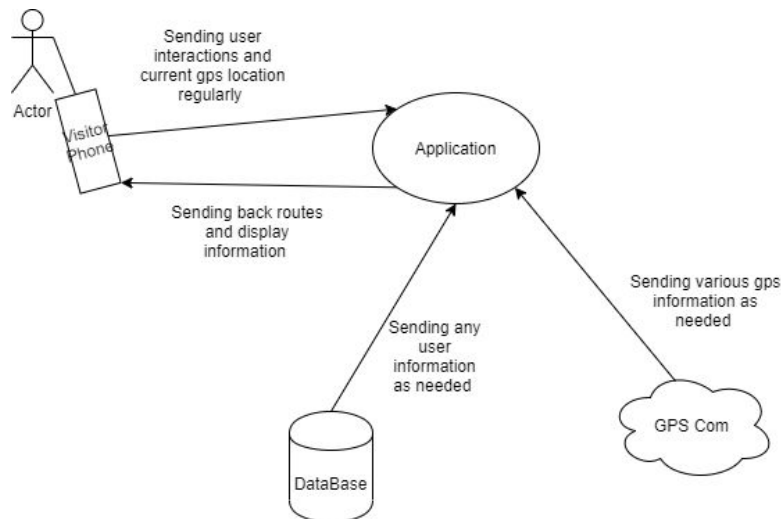 Sending user
interactions and
current gps location
regularly
Actor
Visitor
Phone
Application
Sending back routes
and display
information
Sending various gps
information as
needed
Sending any
user
information
as needed
GPS Com
DataBase